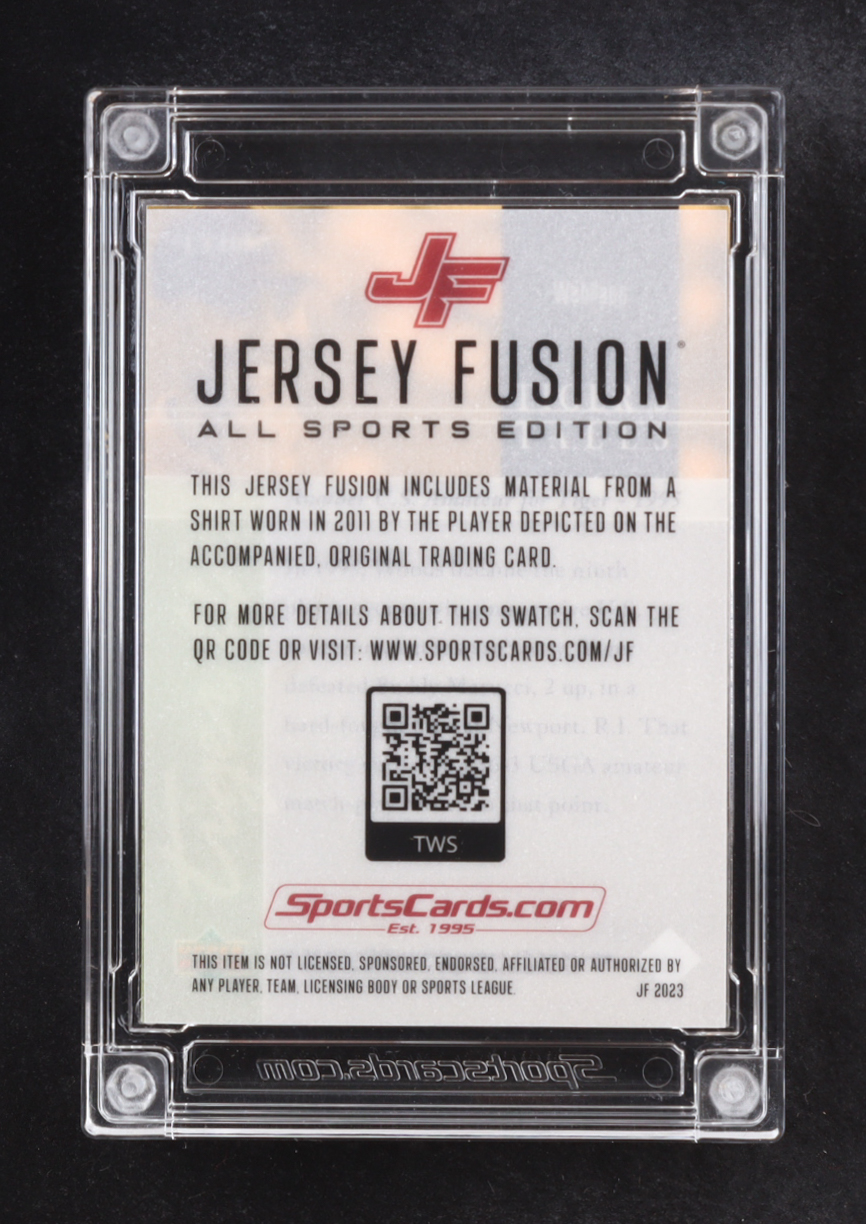 JF
JERSEY FUSION®
ALL SPORTS EDITION
THIS JERSEY FUSION INCLUDES MATERIAL FROM A
SHIRT WORN IN 2011 BY THE PLAYER DEPICTED ON THE
ACCOMPANIED, ORIGINAL TRADING CARD.
FOR MORE DETAILS ABOUT THIS SWATCH, SCAN THE
QR CODE OR VISIT: WWW.SPORTSCARDS.COM/JF
TWS
SportsCards.com
Est. 1995
THIS ITEM IS NOT LICENSED, SPONSORED, ENDORSED, AFFILIATED OR AUTHORIZED BY
ANY PLAYER, TEAM, LICENSING BODY OR SPORTS LEAGUE.
JF 2023
Sportscards.com